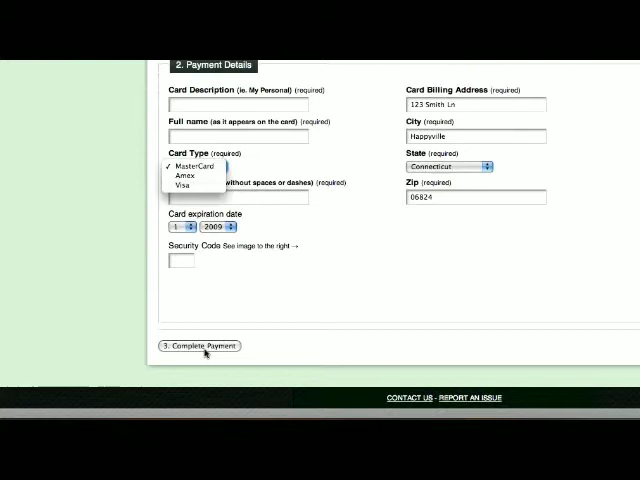 2. Payment Details
Card Description (ie. My Personal) (required)
Full name (as it appears on the card) (required)
Card Type (required)
✓ MasterCard
Amex
Visa
without spaces or dashes) (required)
Card expiration date
1 2009
Security Code See image to the right →
Card Billing Address (required)
123 Smith Ln
City (required)
Happyville
State (required)
Connecticut
Zip (required)
06824
3. Complete Payment
CONTACT US - REPORT AN ISSUE